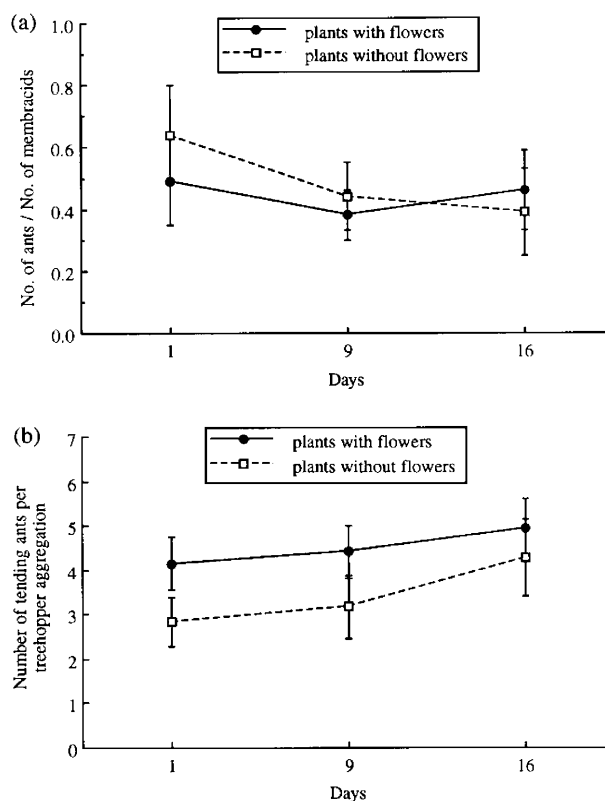 (a)
plants with flowers
plants without flowers
No. of ants / No. of membracids
1.0
0.8
0.6
0.4
0.2
0.0
1
9
16
Days
(b)
plants with flowers
plants without flowers
Number of tending ants per
treehopper aggregation
7
6
5
4
3
2
1
0
1
9
16
Days